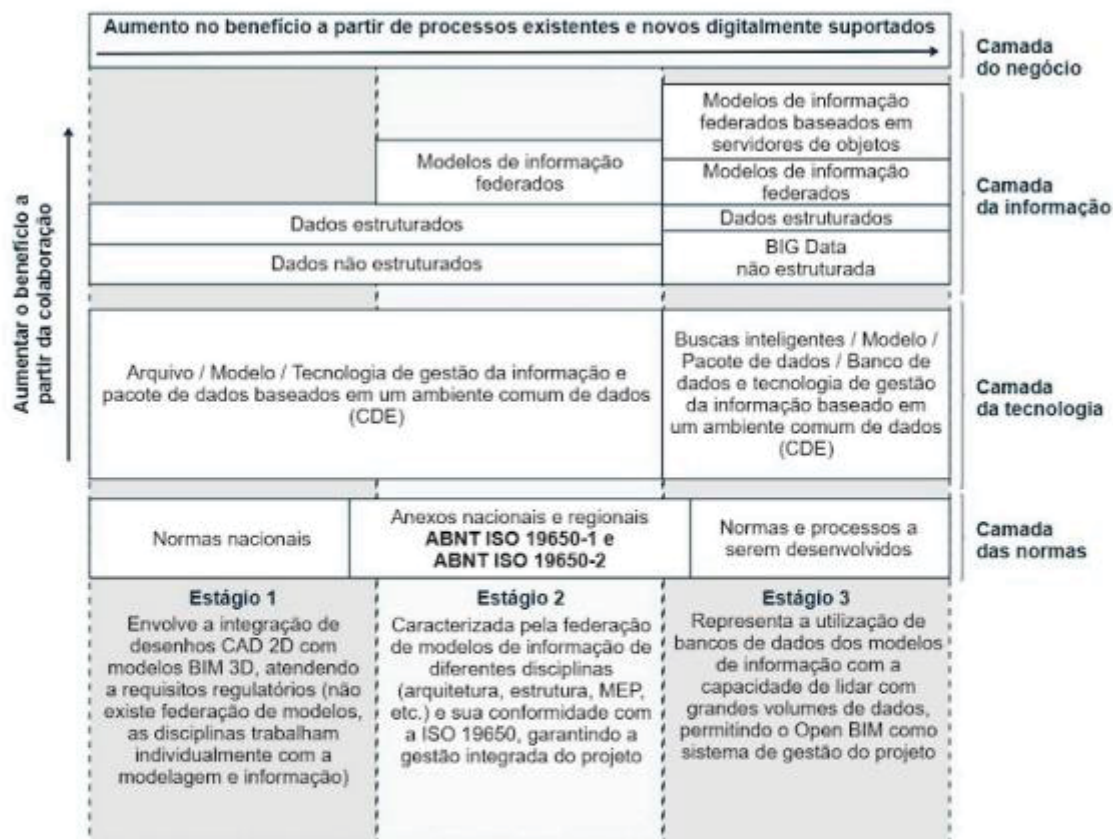 Aumento no benefício a partir de processos existentes e novos digitalmente suportados
Camada
do negócio
Aumentar o benefício a
partir da colaboração
Modelos de informação
federados baseados em
servidores de objetos
Modelos de informação
federados
Modelos de informação
federados
Dados estruturados
Dados estruturados
Dados não estruturados
BIG Data
não estruturada
Camada
da informação
Arquivo / Modelo / Tecnologia de gestão da informação e
pacote de dados baseados em um ambiente comum de dados
(CDE)
Buscas inteligentes / Modelo /
Pacote de dados / Banco de
dados e tecnologia de gestão
da informação baseado em
um ambiente comum de dados
(CDE)
Camada
da tecnologia
Normas nacionais
Anexos nacionais e regionais
ABNT ISO 19650-1 e
ABNT ISO 19650-2
Normas e processos a
serem desenvolvidos
Camada
das normas
Estágio 1
Envolve a integração de
desenhos CAD 2D com
modelos BIM 3D, atendendo
a requisitos regulatórios (não
existe federação de modelos,
as disciplinas trabalham
individualmente com a
modelagem e informação)
Estágio 2
Caracterizada pela federação
de modelos de informação de
diferentes disciplinas
(arquitetura, estrutura, MEP,
etc.) e sua conformidade com
a ISO 19650, garantindo a
gestão integrada do projeto
Estágio 3
Representa a utilização de
bancos de dados dos modelos
de informação com a
capacidade de lidar com
grandes volumes de dados,
permitindo o Open BIM como
sistema de gestão do projeto